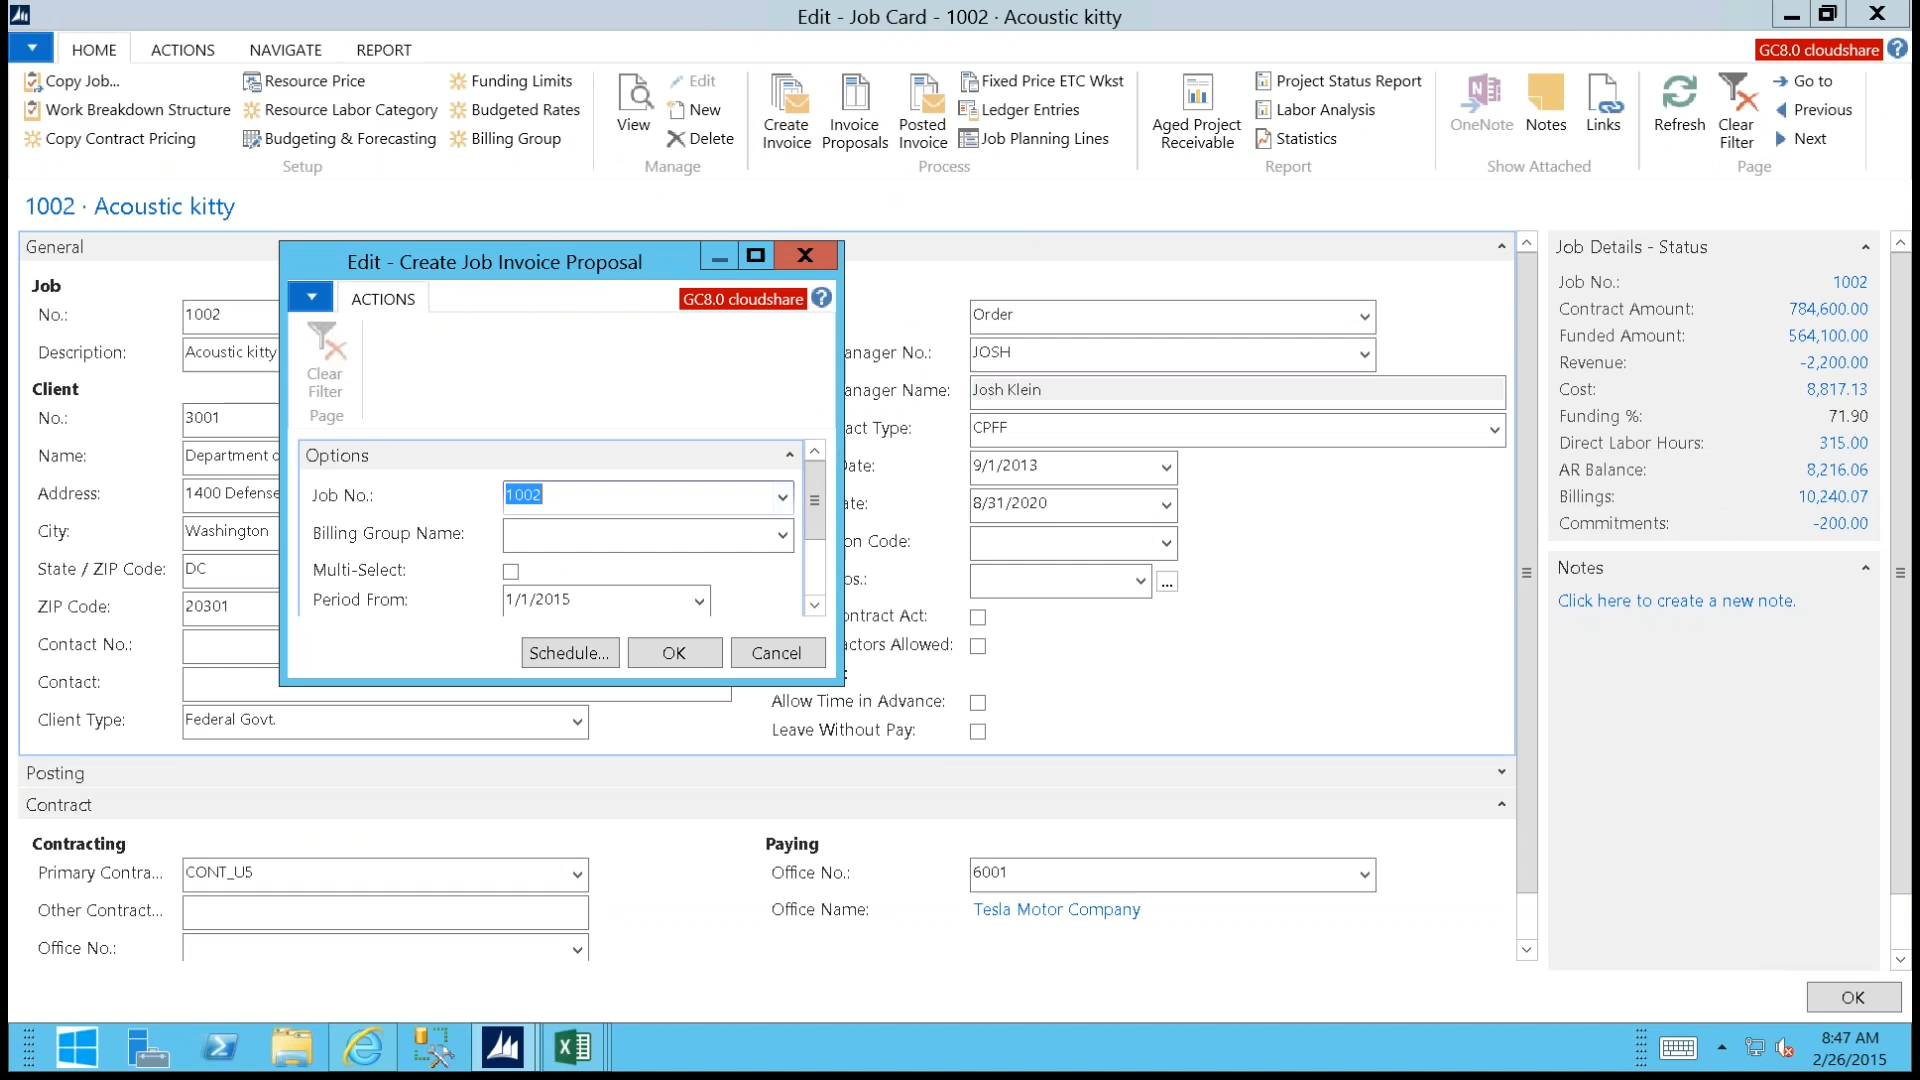 Edit - Job Card - 1002 · Acoustic kitty
HOME ACTIONS NAVIGATE REPORT GC8.0 cloudshare ?
Copy Job... Resource Price Funding Limits
Work Breakdown Structure Resource Labor Category Budgeted Rates
Copy Contract Pricing Budgeting & Forecasting Billing Group
Setup
View
Edit
New
Delete
Manage
Create Invoice
Invoice Proposals
Posted Invoice
Fixed Price ETC Wkst
Ledger Entries
Job Planning Lines
Process
Aged Project Receivable
Project Status Report
Labor Analysis
Statistics
Report
OneNote
Notes
Links
Show Attached
Refresh
Clear Filter
Go to
Previous
Next
Page
1002 · Acoustic kitty
General
Job
No.: 1002
Description: Acoustic kitty
Client
No.: 3001
Name: Department o
Address: 1400 Defense
City: Washington
State / ZIP Code: DC
ZIP Code: 20301
Contact No.:
Contact:
Client Type: Federal Govt.
Edit - Create Job Invoice Proposal
ACTIONS GC8.0 cloudshare ?
Clear
Filter
Page
Options
Job No.: 1002
Billing Group Name:
Multi-Select:
Period From: 1/1/2015
Schedule... OK Cancel
Order
anager No.: JOSH
anager Name: Josh Klein
act Type: CPFF
ate: 9/1/2013
ate: 8/31/2020
on Code:
os.: ...
ontract Act:
actors Allowed:
Allow Time in Advance:
Leave Without Pay:
Posting
Contract
Contracting
Primary Contra... CONT_U5
Other Contract...
Office No.:
Paying
Office No.: 6001
Office Name: Tesla Motor Company
Job Details - Status
Job No.: 1002
Contract Amount: 784,600.00
Funded Amount: 564,100.00
Revenue: -2,200.00
Cost: 8,817.13
Funding %: 71.90
Direct Labor Hours: 315.00
AR Balance: 8,216.06
Billings: 10,240.07
Commitments: -200.00
Notes
Click here to create a new note.
OK
8:47 AM
2/26/2015